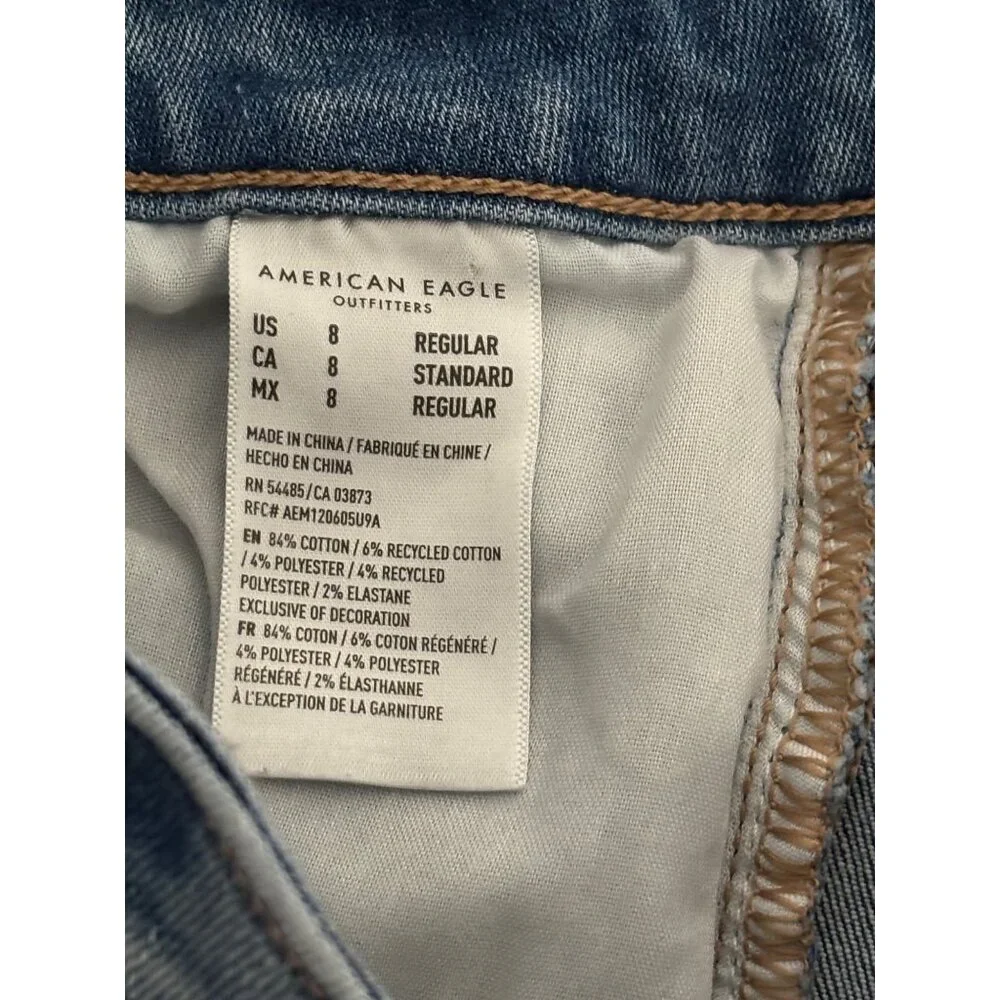 AMERICAN EAGLE
OUTFITTERS
US 8 REGULAR
CA 8 STANDARD
MX 8 REGULAR
MADE IN CHINA / FABRIQUÉ EN CHINE /
HECHO EN CHINA
RN 54485/CA 03873
RFC# AEM120605U9A
EN 84% COTTON / 6% RECYCLED COTTON
/ 4% POLYESTER / 4% RECYCLED
POLYESTER / 2% ELASTANE
EXCLUSIVE OF DECORATION
FR 84% COTON / 6% COTON RÉGÉNÉRÉ /
4% POLYESTER / 4% POLYESTER
RÉGÉNÉRÉ / 2% ÉLASTHANNE
À L'EXCEPTION DE LA GARNITURE